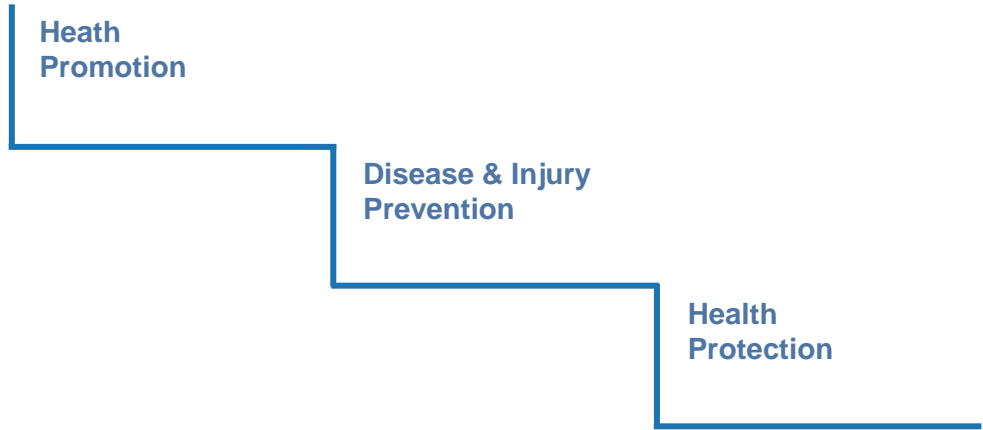 Heath
Promotion
Disease & Injury
Prevention
Health
Protection